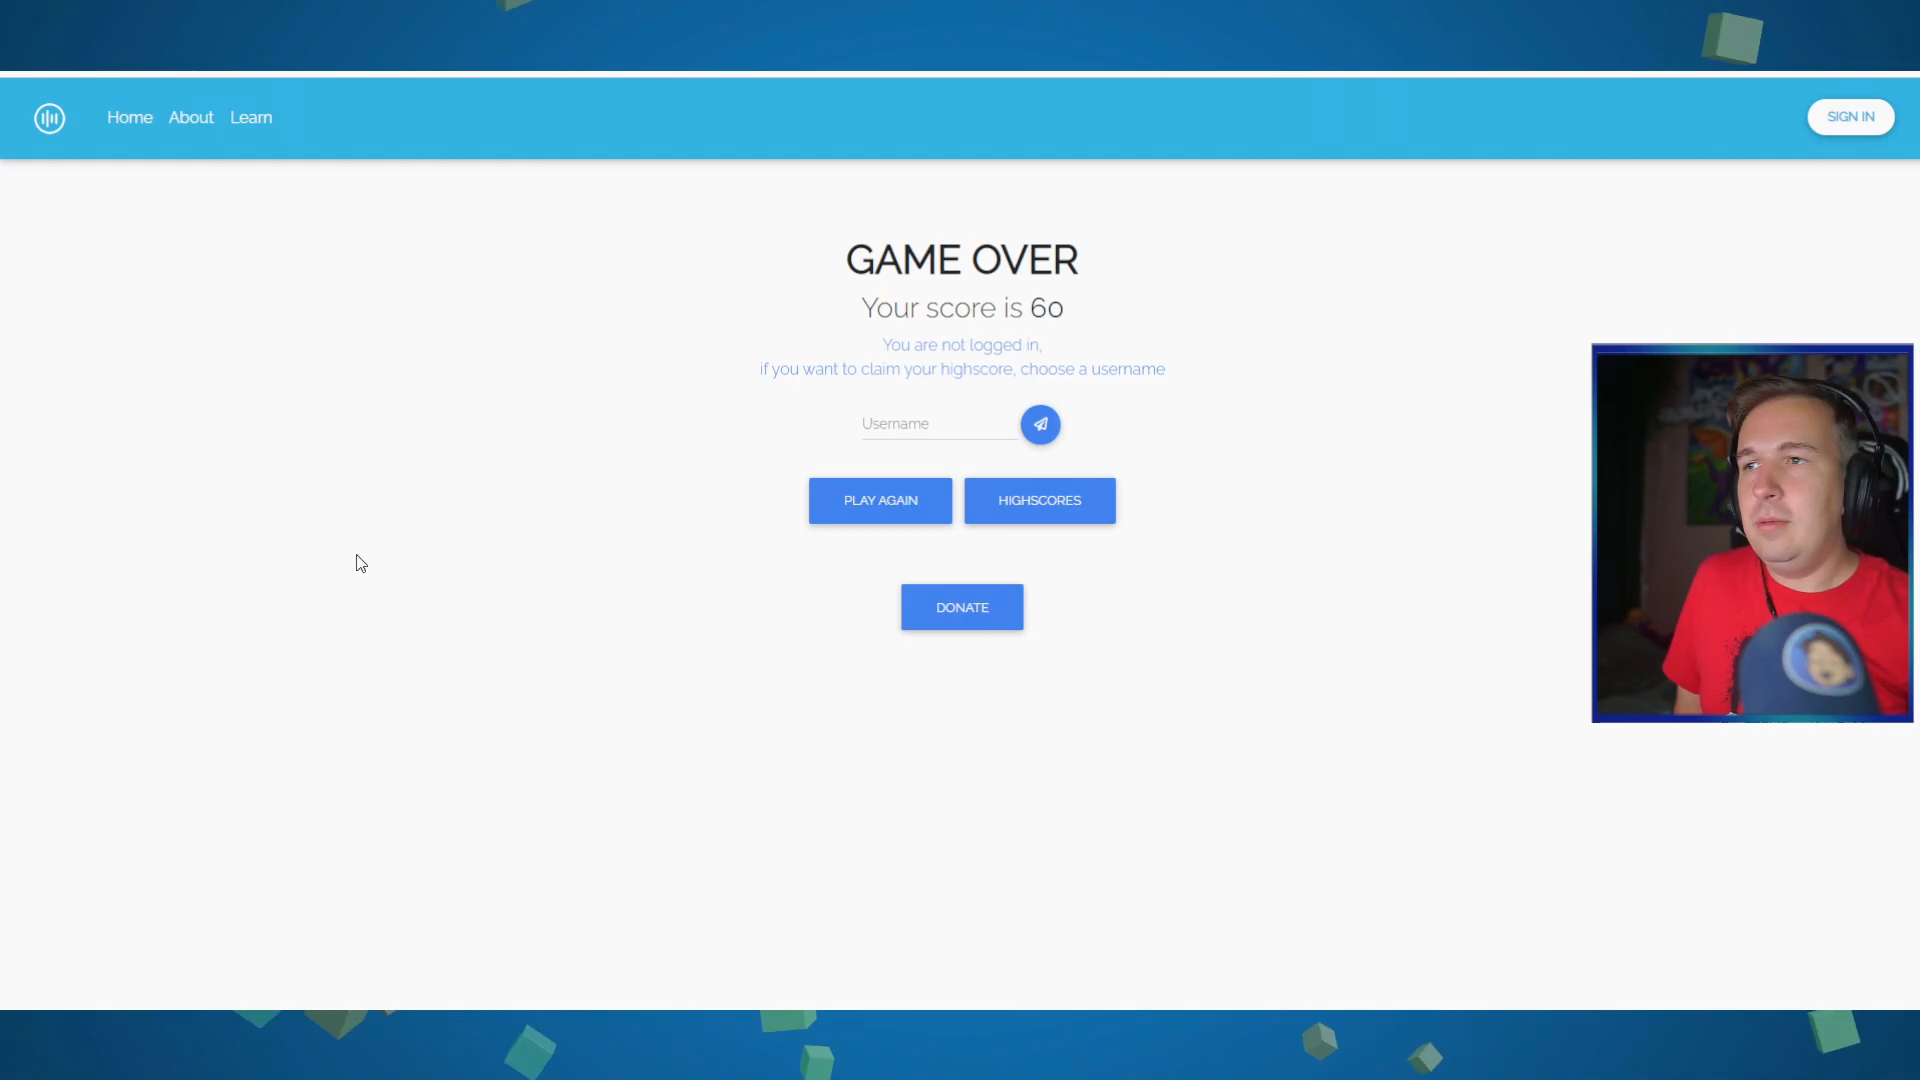 Home About Learn
SIGN IN
GAME OVER
Your score is 60
You are not logged in,
if you want to claim your highscore, choose a username
Username
PLAY AGAIN HIGHSCORES
DONATE